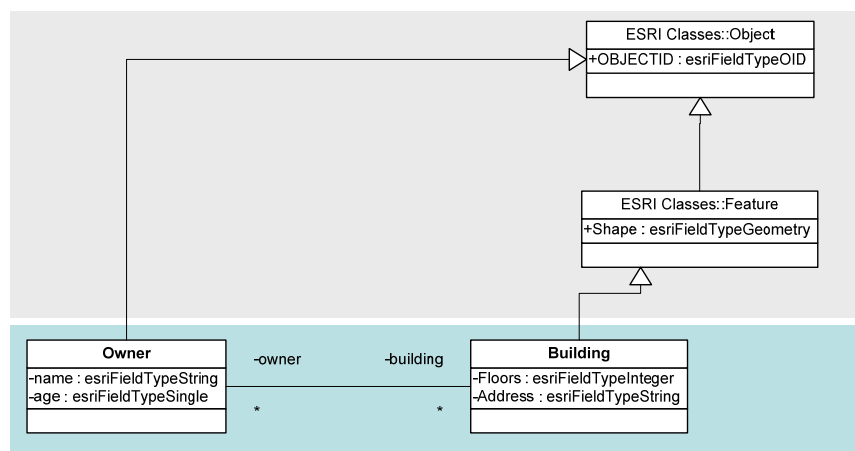 ESRI Classes::Object
+OBJECTID : esriFieldTypeOID
ESRI Classes::Feature
+Shape : esriFieldTypeGeometry
Owner
-name : esriFieldTypeString
-age : esriFieldTypeSingle
-owner
-building
*
*
Building
-Floors : esriFieldTypeInteger
-Address : esriFieldTypeString